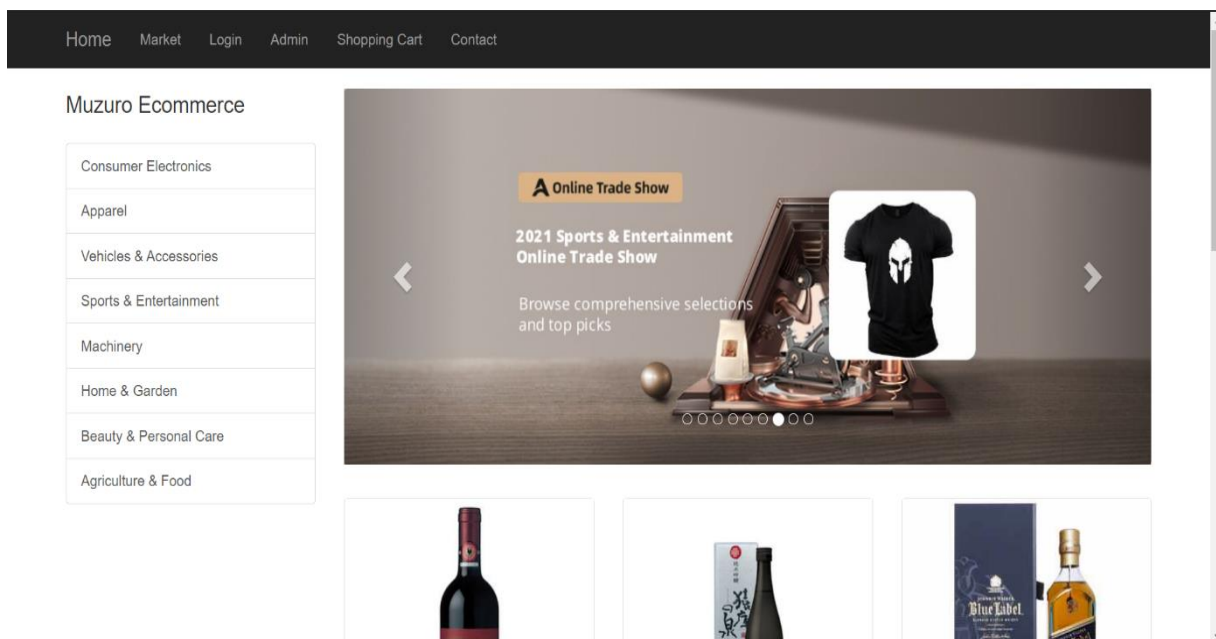 Home Market Login Admin Shopping Cart Contact
Muzuro Ecommerce
Consumer Electronics
Apparel
Vehicles & Accessories
Sports & Entertainment
Machinery
Home & Garden
Beauty & Personal Care
Agriculture & Food
Online Trade Show
2021 Sports & Entertainment
Online Trade Show
Browse comprehensive selections
and top picks
Blue Label